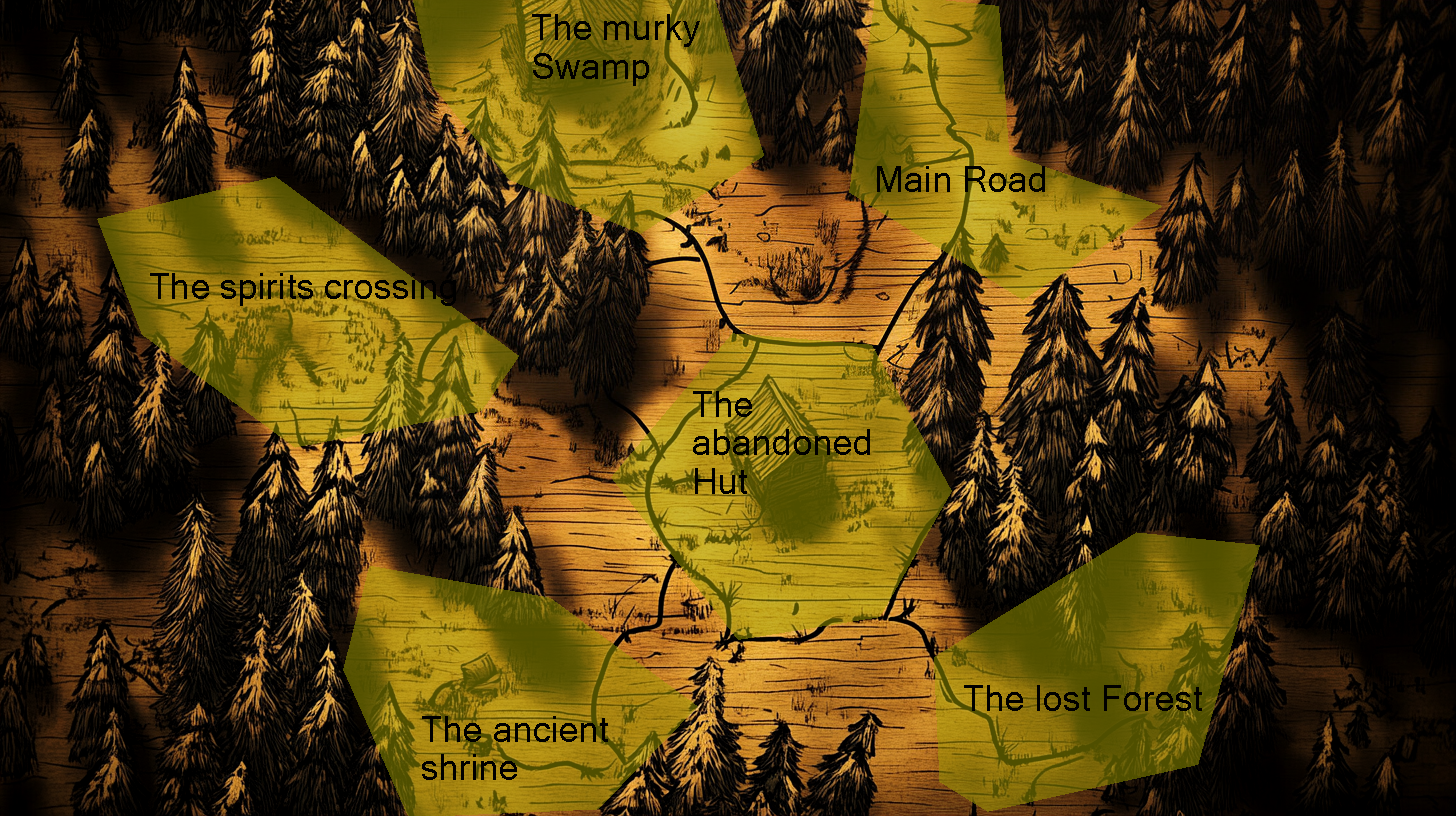 The murky
Swamp
Main Road
The spirits crossing
The
abandoned
Hut
The lost Forest
The ancient
shrine